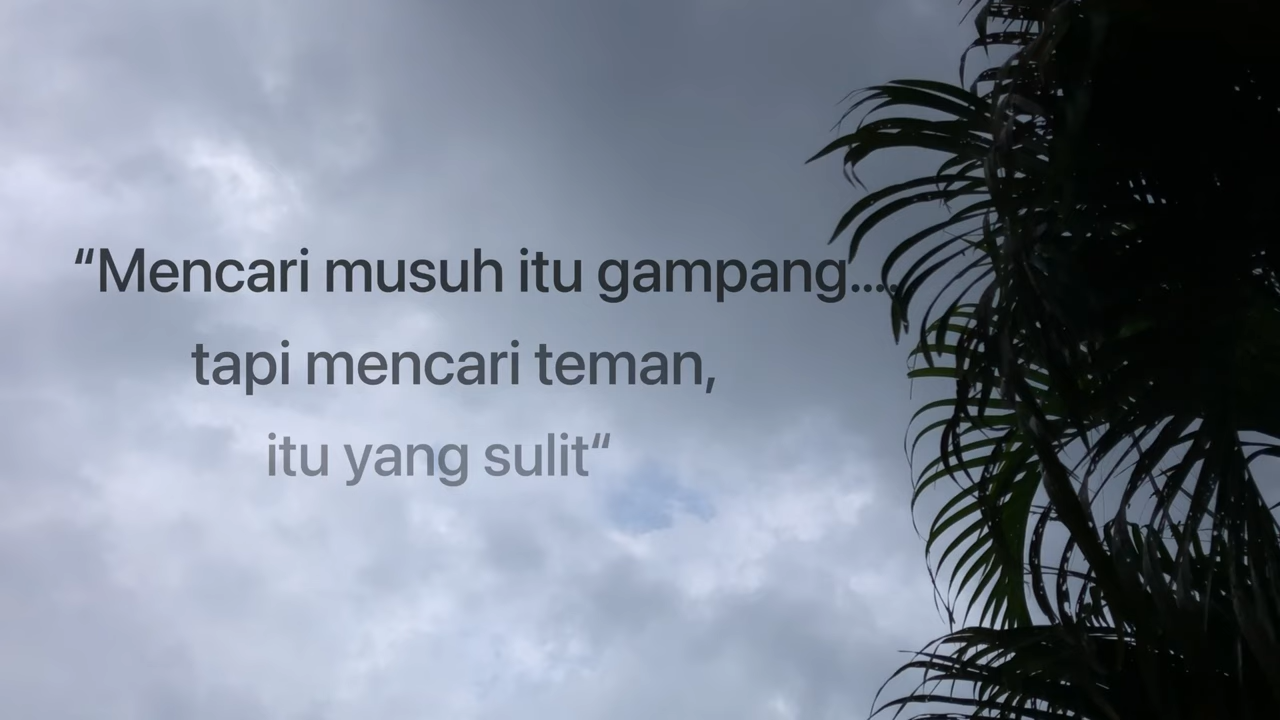 “Mencari musuh itu gampang....
tapi mencari teman,
itu yang sulit“